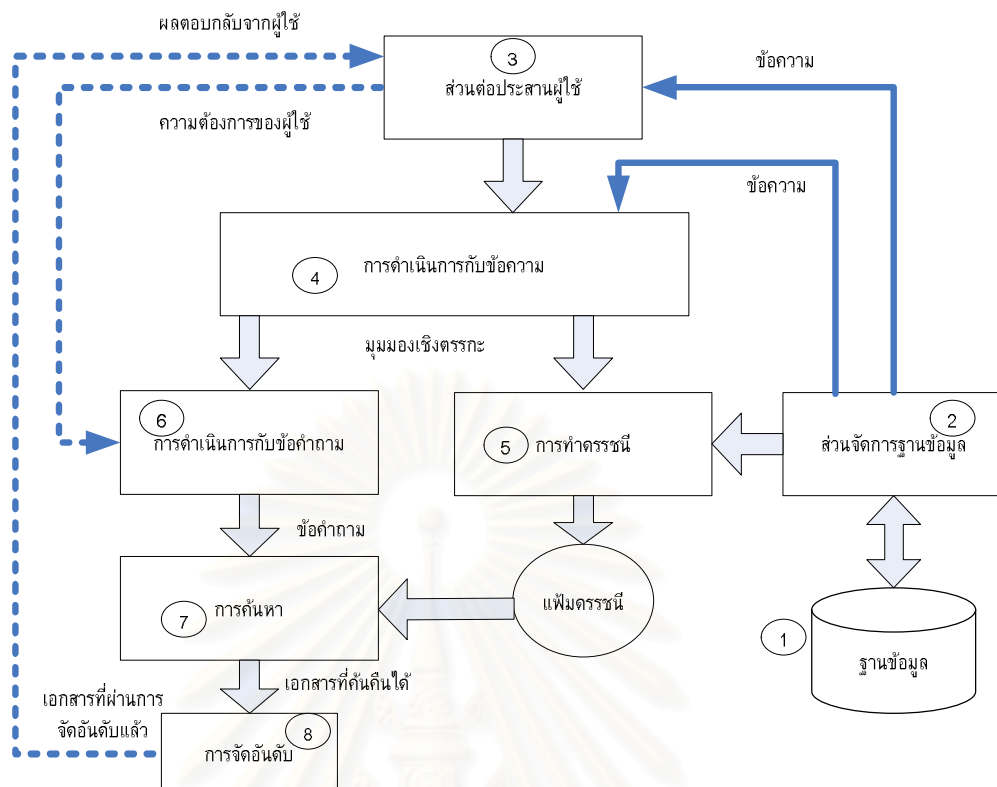 ผลตอบกลับจากผู้ใช้
3
ส่วนต่อประสานผู้ใช้
ข้อความ
ความต้องการของผู้ใช้
ข้อความ
4
การดำเนินการกับข้อความ
มุมมองเชิงตรรกะ
6
การดำเนินการกับข้อคำถาม
5
การทำดรรชนี
2
ส่วนจัดการฐานข้อมูล
ข้อคำถาม
7
การค้นหา
แฟ้มดรรชนี
1
ฐานข้อมูล
เอกสารที่ค้นคืนได้
เอกสารที่ผ่านการ
จัดอันดับแล้ว
8
การจัดอันดับ